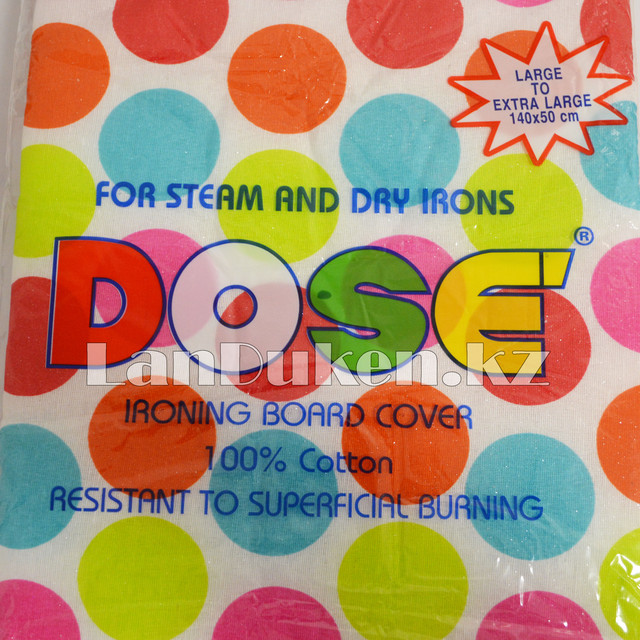 LARGE
TO
EXTRA LARGE
140x50 cm
FOR STEAM AND DRY IRONS
DOSE®
LanDuken.kz
IRONING BOARD COVER
100% Cotton
RESISTANT TO SUPERFICIAL BURNING